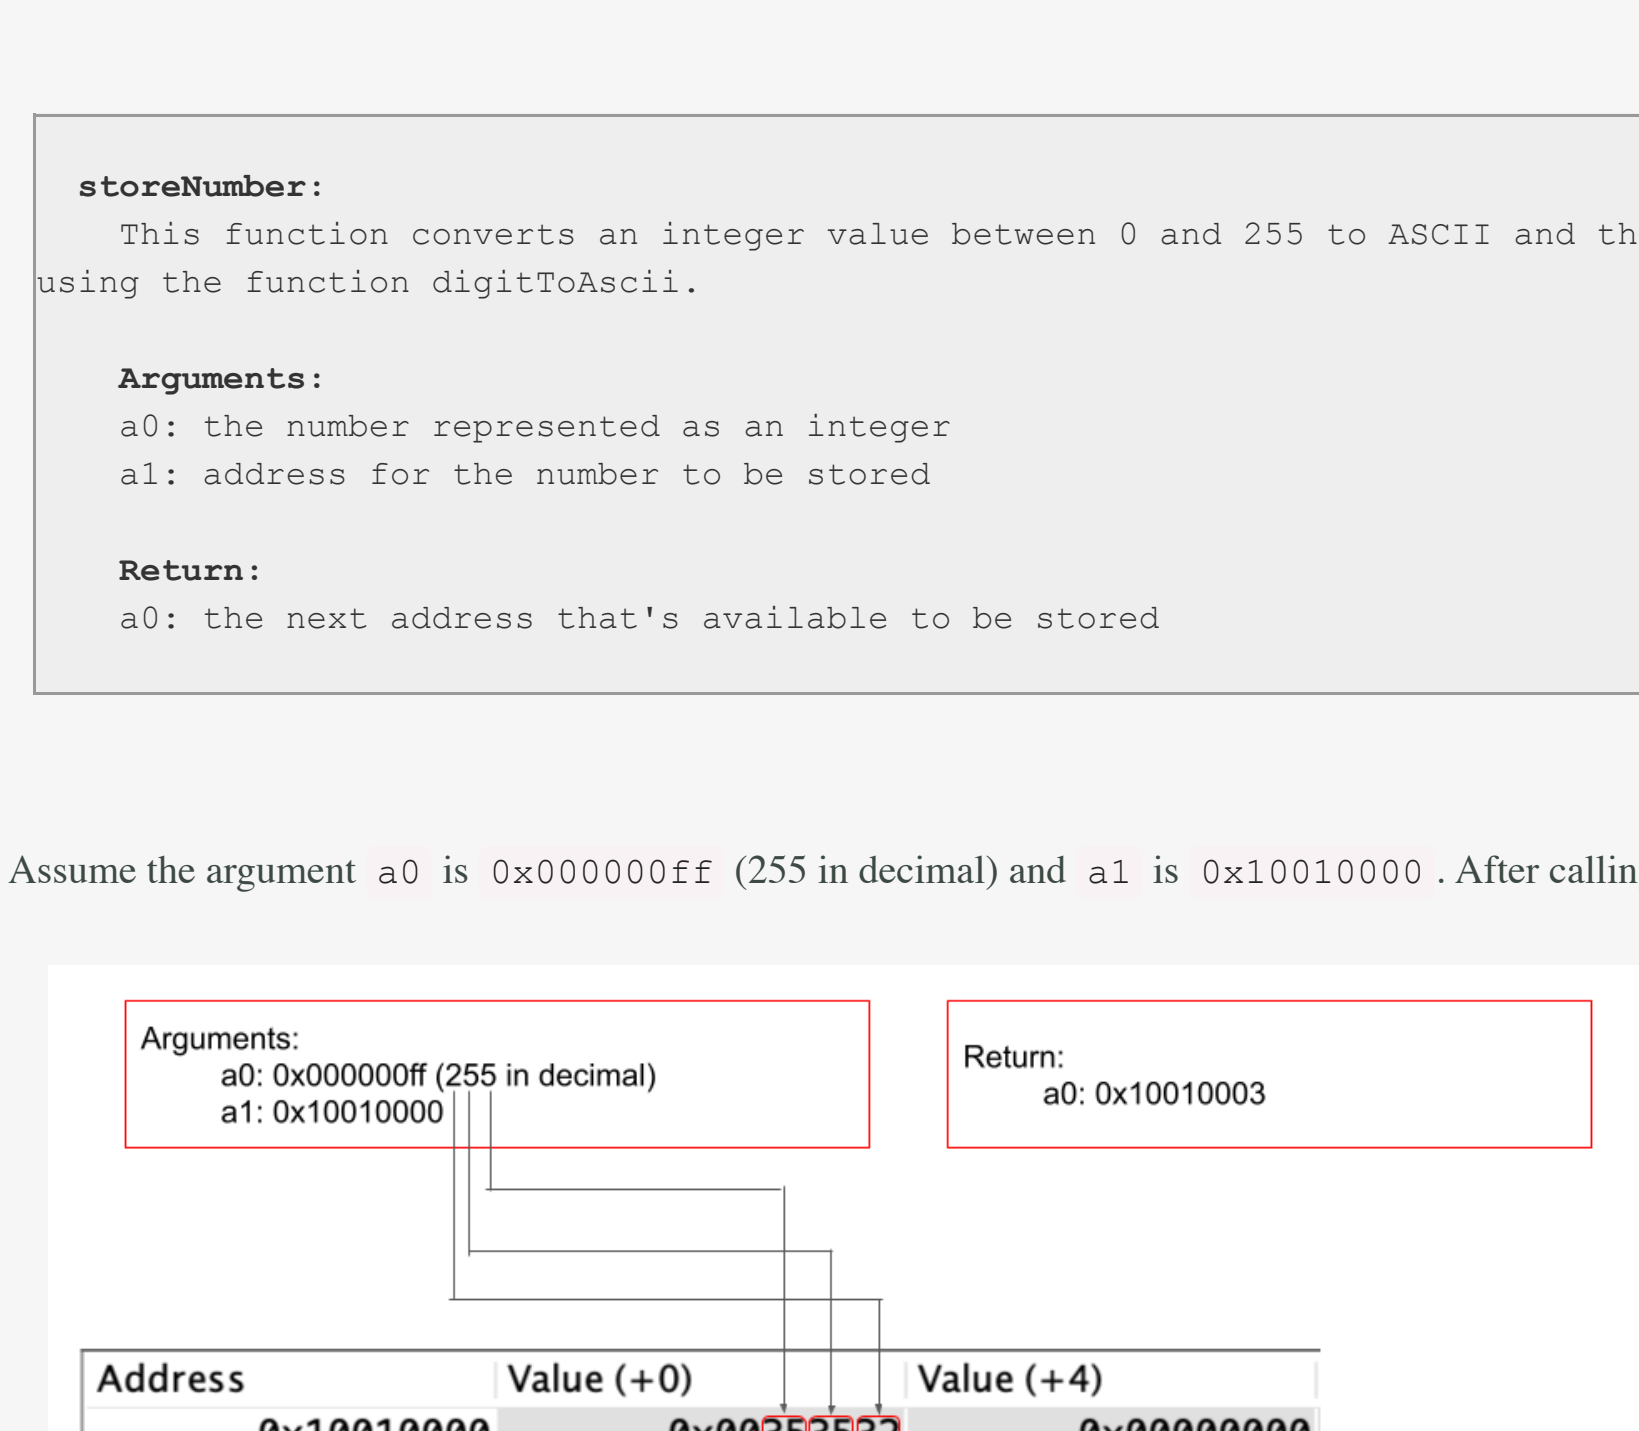 storeNumber:
This function converts an integer value between 0 and 255 to ASCII and th
using the function digitToAscii.
Arguments:
a0: the number represented as an integer
a1: address for the number to be stored
Return:
a0: the next address that's available to be stored
Assume the argument a0 is 0x000000ff (255 in decimal) and a1 is 0x10010000. After callin
Arguments:
a0: 0x000000ff (255 in decimal)
a1: 0x10010000
Return:
a0: 0x10010003
Address Value (+0) Value (+4)
0x10010000 0x00353532 0x00000000